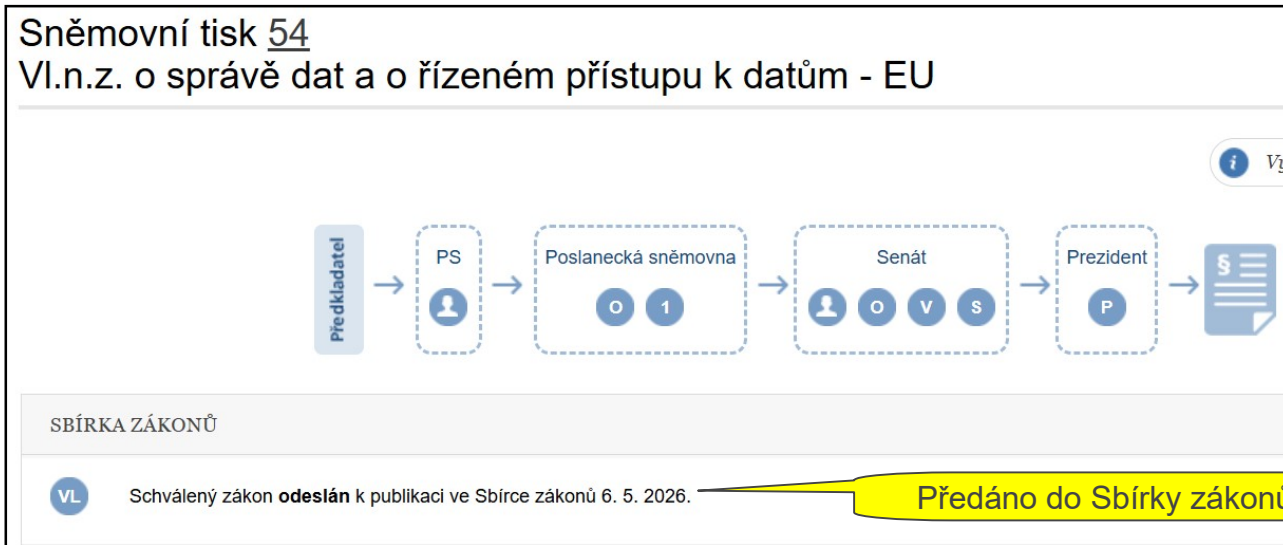 Sněmovní tisk 54
Vl.n.z. o správě dat a o řízeném přístupu k datům - EU
i
Předkladatel
PS
Poslanecká sněmovna
O 1
Senát
O V S
Prezident
P
§
SBÍRKA ZÁKONŮ
VL Schválený zákon odeslán k publikaci ve Sbírce zákonů 6. 5. 2026.
Předáno do Sbírky zákonů